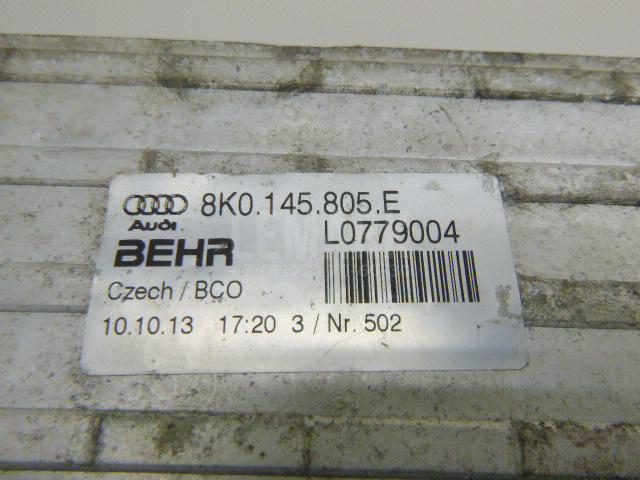 8K0.145.805.E
Audi
L0779004
BEHR
Czech / BCO
10.10.13 17:20 3 / Nr. 502